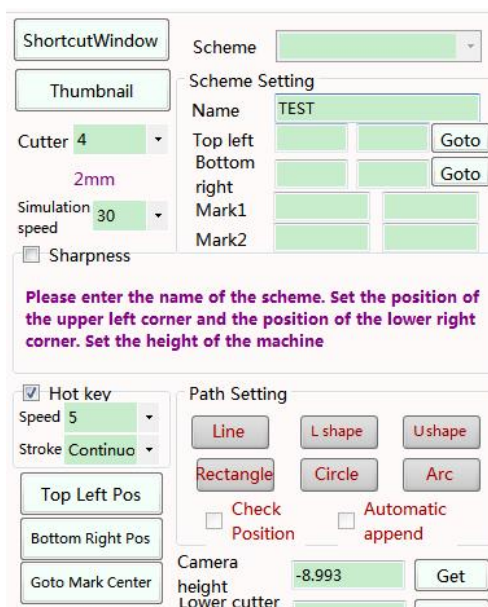 ShortcutWindow
Scheme
Thumbnail
Scheme Setting
Name TEST
Cutter 4
Top left Goto
2mm
Bottom
right Goto
Simulation
speed 30
Mark1
Mark2
Sharpness
Please enter the name of the scheme. Set the position of
the upper left corner and the position of the lower right
corner. Set the height of the machine
Hot key
Path Setting
Speed 5
Line L shape Ushape
Stroke Continuo
Rectangle Circle Arc
Top Left Pos
Check
Position
Automatic
append
Bottom Right Pos
Camera
height -8.993 Get
Goto Mark Center
Lower cutter